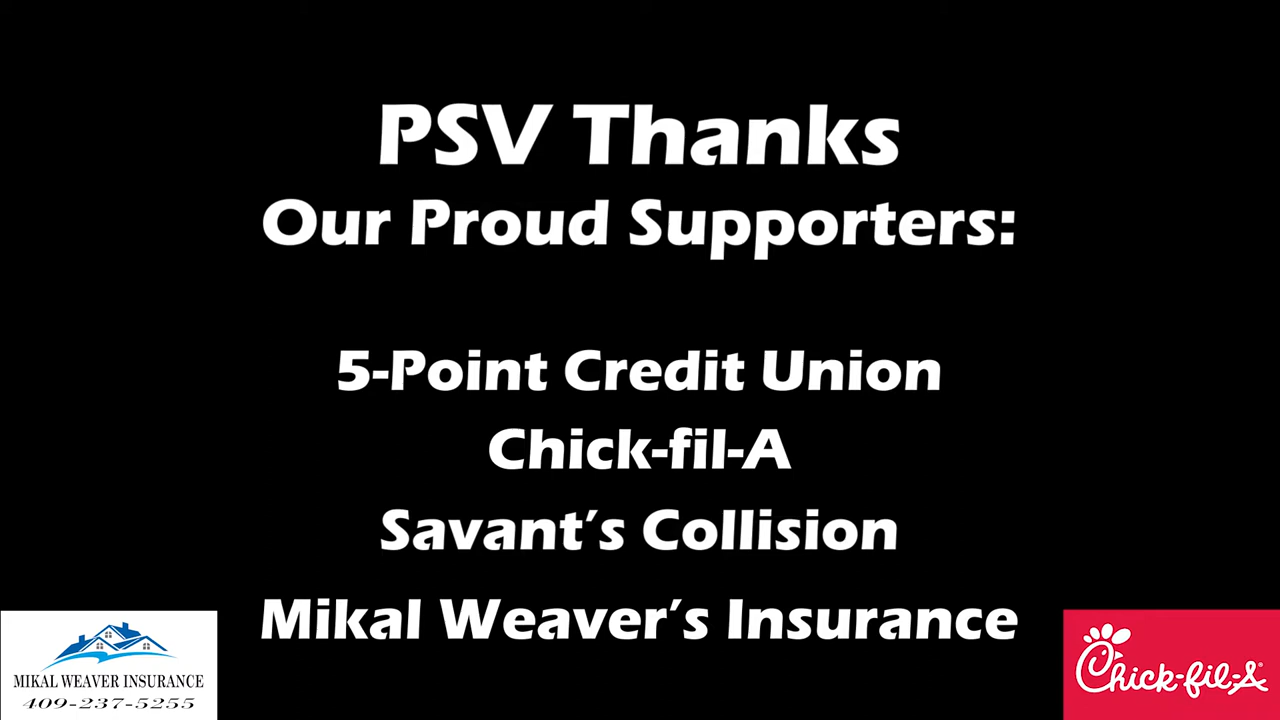 PSV Thanks
Our Proud Supporters:
5-Point Credit Union
Chick-fil-A
Savant's Collision
Mikal Weaver's Insurance
MIKAL WEAVER INSURANCE
409-237-5255
Chick-fil-A®